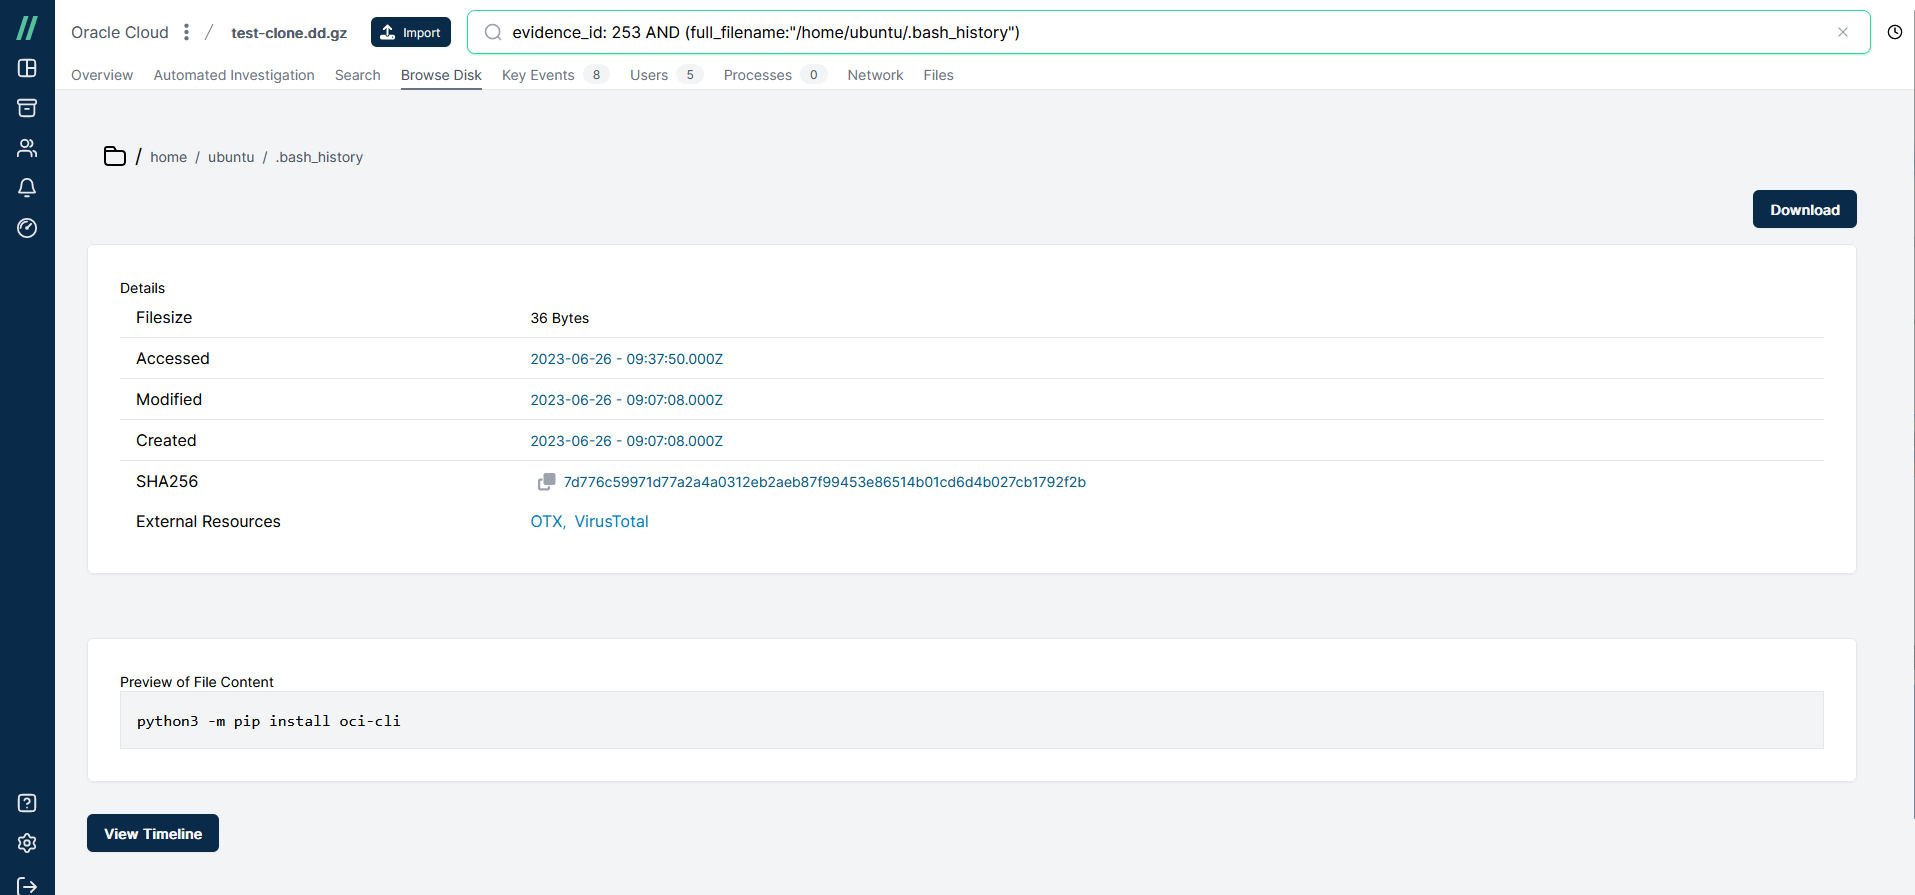 Oracle Cloud / test-clone.dd.gz Import evidence_id: 253 AND (full_filename:"/home/ubuntu/.bash_history")
Overview Automated Investigation Search Browse Disk Key Events 8 Users 5 Processes 0 Network Files
/ home / ubuntu / .bash_history
Download
Details
Filesize 36 Bytes
Accessed 2023-06-26 - 09:37:50.000Z
Modified 2023-06-26 - 09:07:08.000Z
Created 2023-06-26 - 09:07:08.000Z
SHA256 7d776c59971d77a2a4a0312eb2aeb87f99453e86514b01cd6d4b027cb1792f2b
External Resources OTX, VirusTotal
Preview of File Content
python3 -m pip install oci-cli
View Timeline